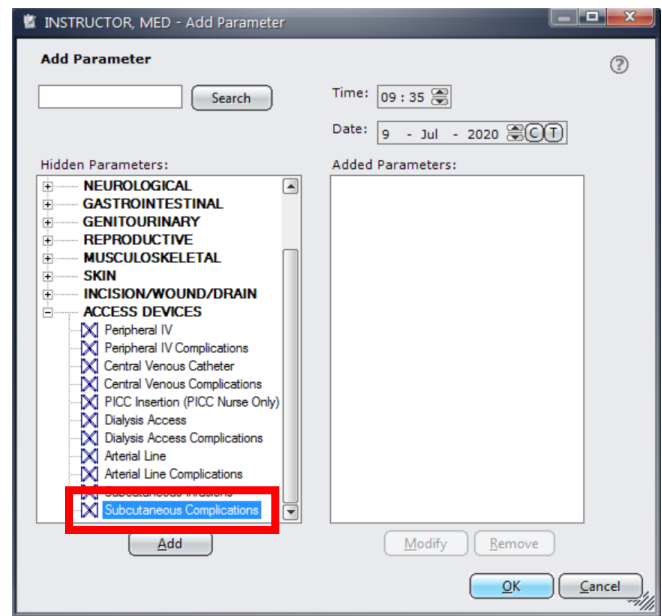 INSTRUCTOR, MED - Add Parameter
Add Parameter
Search
Time: 09 : 35
Date: 9 - Jul - 2020 C T
Hidden Parameters:
NEUROLOGICAL
GASTROINTESTINAL
GENITOURINARY
REPRODUCTIVE
MUSCULOSKELETAL
SKIN
INCISION/WOUND/DRAIN
ACCESS DEVICES
Peripheral IV
Peripheral IV Complications
Central Venous Catheter
Central Venous Complications
PICC Insertion (PICC Nurse Only)
Dialysis Access
Dialysis Access Complications
Arterial Line
Arterial Line Complications
Subcutaneous Infusions
Subcutaneous Complications
Added Parameters:
Add
Modify Remove
OK Cancel